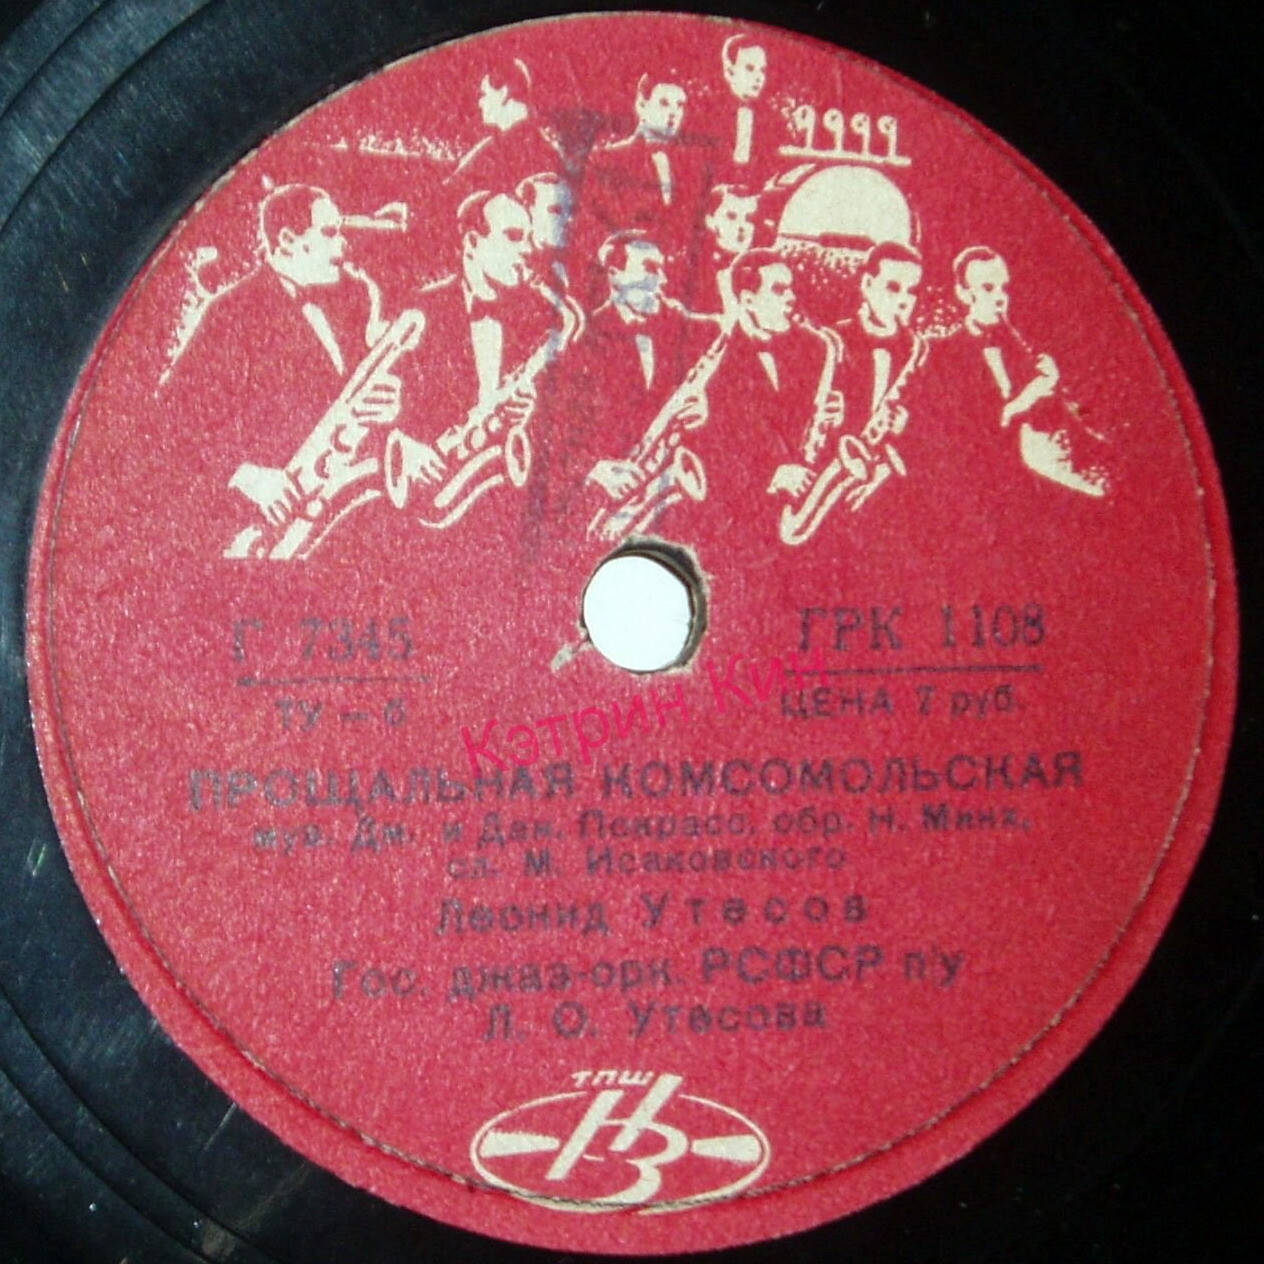 Г 7345
ГРК 1108
ТУ — б
ЦЕНА 7 руб.
Кэтрин Кин
ПРОЩАЛЬНАЯ КОМСОМОЛЬСКАЯ
муз. Дм. и Дан. Покрасс, обр. Н. Минх,
сл. М. Исаковского
Леонид Утесов
Гос. джаз-орк. РСФСР п/у
Л. О. Утесова
ТПШ
НЗ